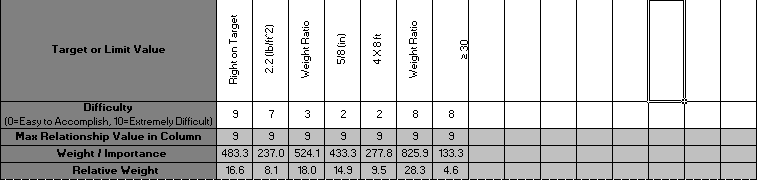 Target or Limit Value Right on Target 2.2 (lb/ft^2) Weight Ratio 5/8 (in) 4 X 8 ft Weight Ratio ≥ 30
Difficulty
(0=Easy to Accomplish, 10=Extremely Difficult) 9 7 3 2 2 8 8
Max Relationship Value in Column 9 9 9 9 9 9 9
Weight / Importance 483.3 237.0 524.1 433.3 277.8 825.9 133.3
Relative Weight 16.6 8.1 18.0 14.9 9.5 28.3 4.6